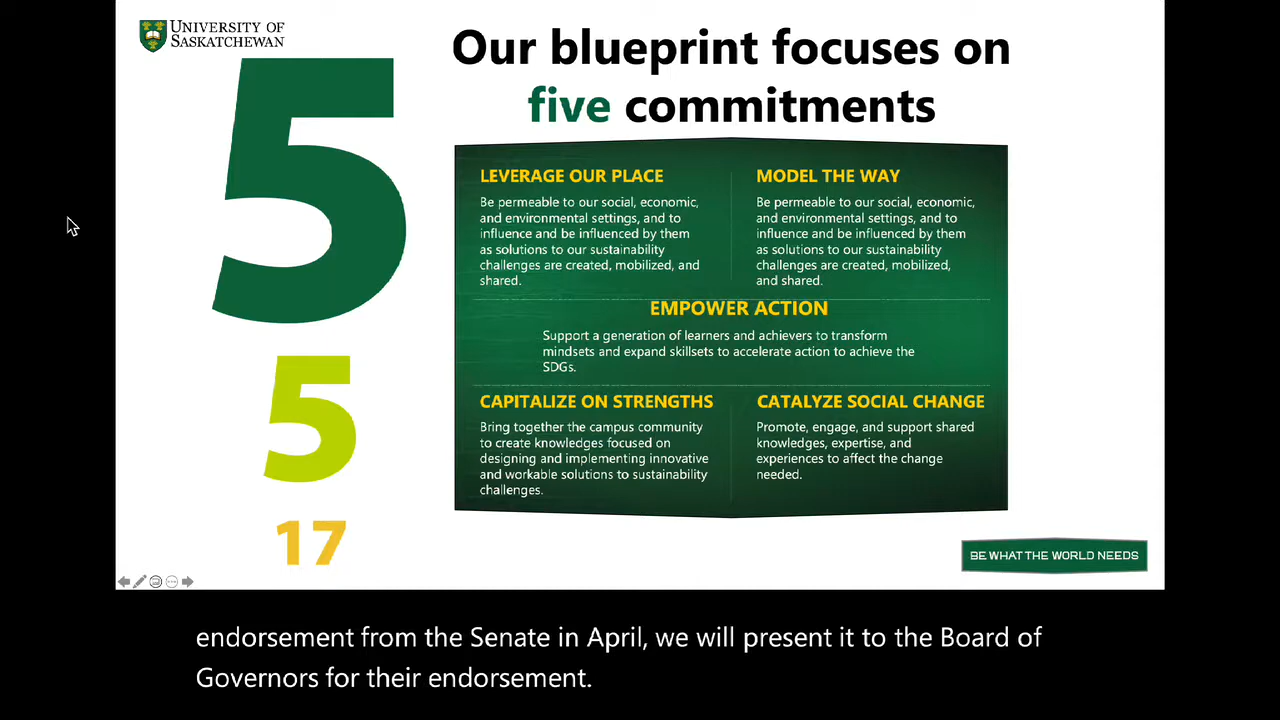 UNIVERSITY OF
SASKATCHEWAN
5
5
17
Our blueprint focuses on
five commitments
LEVERAGE OUR PLACE
Be permeable to our social, economic,
and environmental settings, and to
influence and be influenced by them
as solutions to our sustainability
challenges are created, mobilized, and
shared.
MODEL THE WAY
Be permeable to our social, economic,
and environmental settings, and to
influence and be influenced by them
as solutions to our sustainability
challenges are created, mobilized,
and shared.
EMPOWER ACTION
Support a generation of learners and achievers to transform
mindsets and expand skillsets to accelerate action to achieve the
SDGs.
CAPITALIZE ON STRENGTHS
Bring together the campus community
to create knowledges focused on
designing and implementing innovative
and workable solutions to sustainability
challenges.
CATALYZE SOCIAL CHANGE
Promote, engage, and support shared
knowledges, expertise, and
experiences to affect the change
needed.
BE WHAT THE WORLD NEEDS
endorsement from the Senate in April, we will present it to the Board of
Governors for their endorsement.